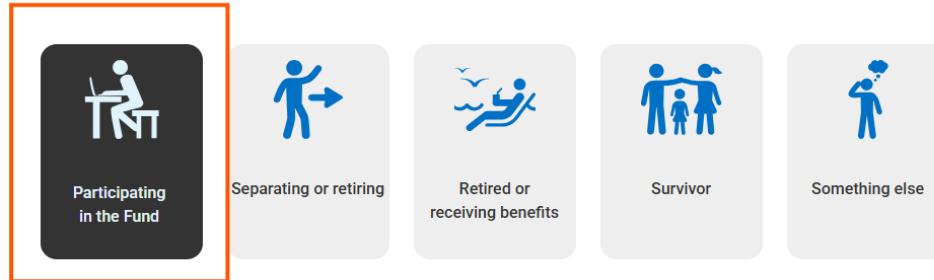 Participating
in the Fund
Separating or retiring
Retired or
receiving benefits
Survivor
Something else